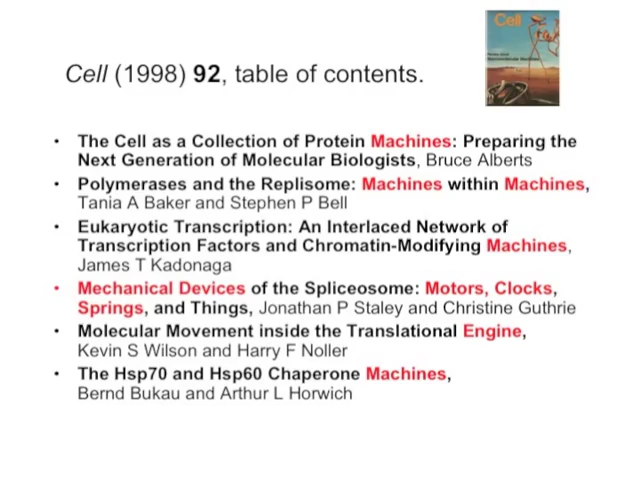 Cell
Cell (1998) 92, table of contents.
• The Cell as a Collection of Protein Machines: Preparing the
Next Generation of Molecular Biologists, Bruce Alberts
• Polymerases and the Replisome: Machines within Machines,
Tania A Baker and Stephen P Bell
• Eukaryotic Transcription: An Interlaced Network of
Transcription Factors and Chromatin-Modifying Machines,
James T Kadonaga
• Mechanical Devices of the Spliceosome: Motors, Clocks,
Springs, and Things, Jonathan P Staley and Christine Guthrie
• Molecular Movement inside the Translational Engine,
Kevin S Wilson and Harry F Noller
• The Hsp70 and Hsp60 Chaperone Machines,
Bernd Bukau and Arthur L Horwich